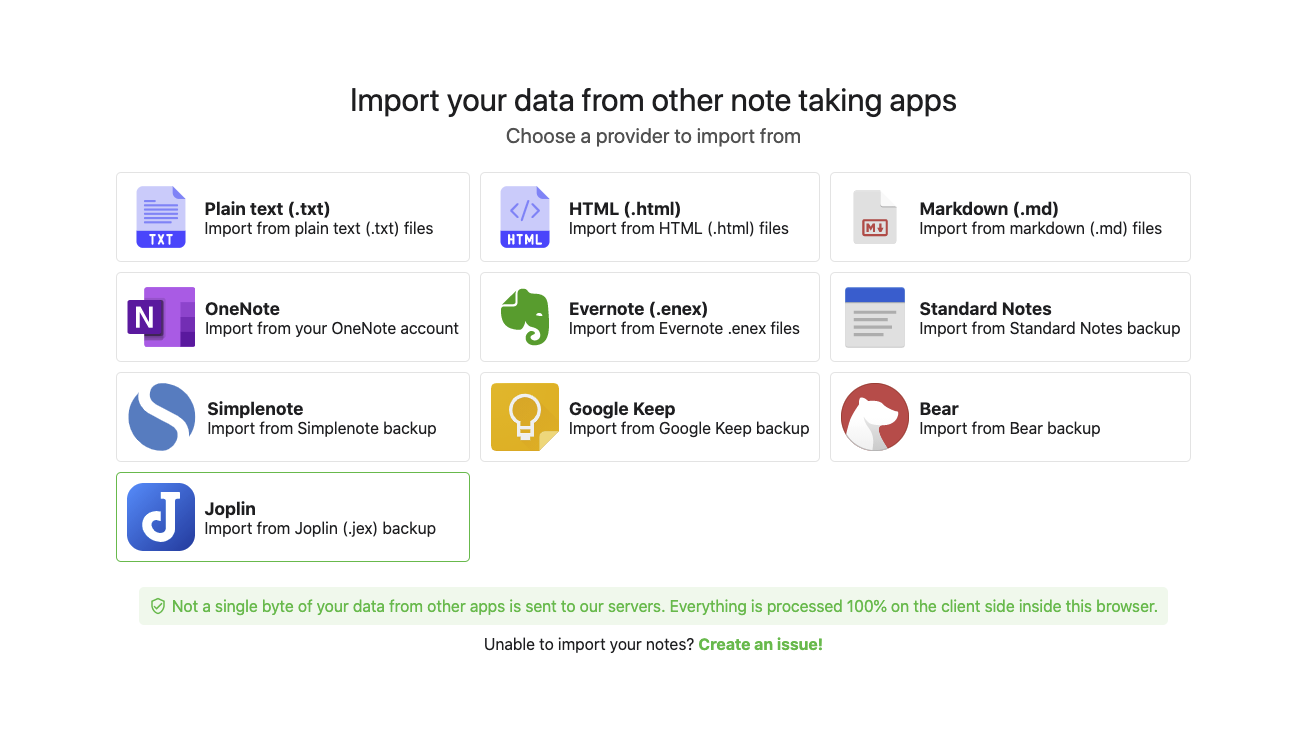 Import your data from other note taking apps
Choose a provider to import from
TXT
Plain text (.txt)
Import from plain text (.txt) files
</>
HTML
HTML (.html)
Import from HTML (.html) files
M
Markdown (.md)
Import from markdown (.md) files
N
OneNote
Import from your OneNote account
Evernote (.enex)
Import from Evernote .enex files
Standard Notes
Import from Standard Notes backup
Simplenote
Import from Simplenote backup
Google Keep
Import from Google Keep backup
Bear
Import from Bear backup
J
Joplin
Import from Joplin (.jex) backup
Not a single byte of your data from other apps is sent to our servers. Everything is processed 100% on the client side inside this browser.
Unable to import your notes? Create an issue!